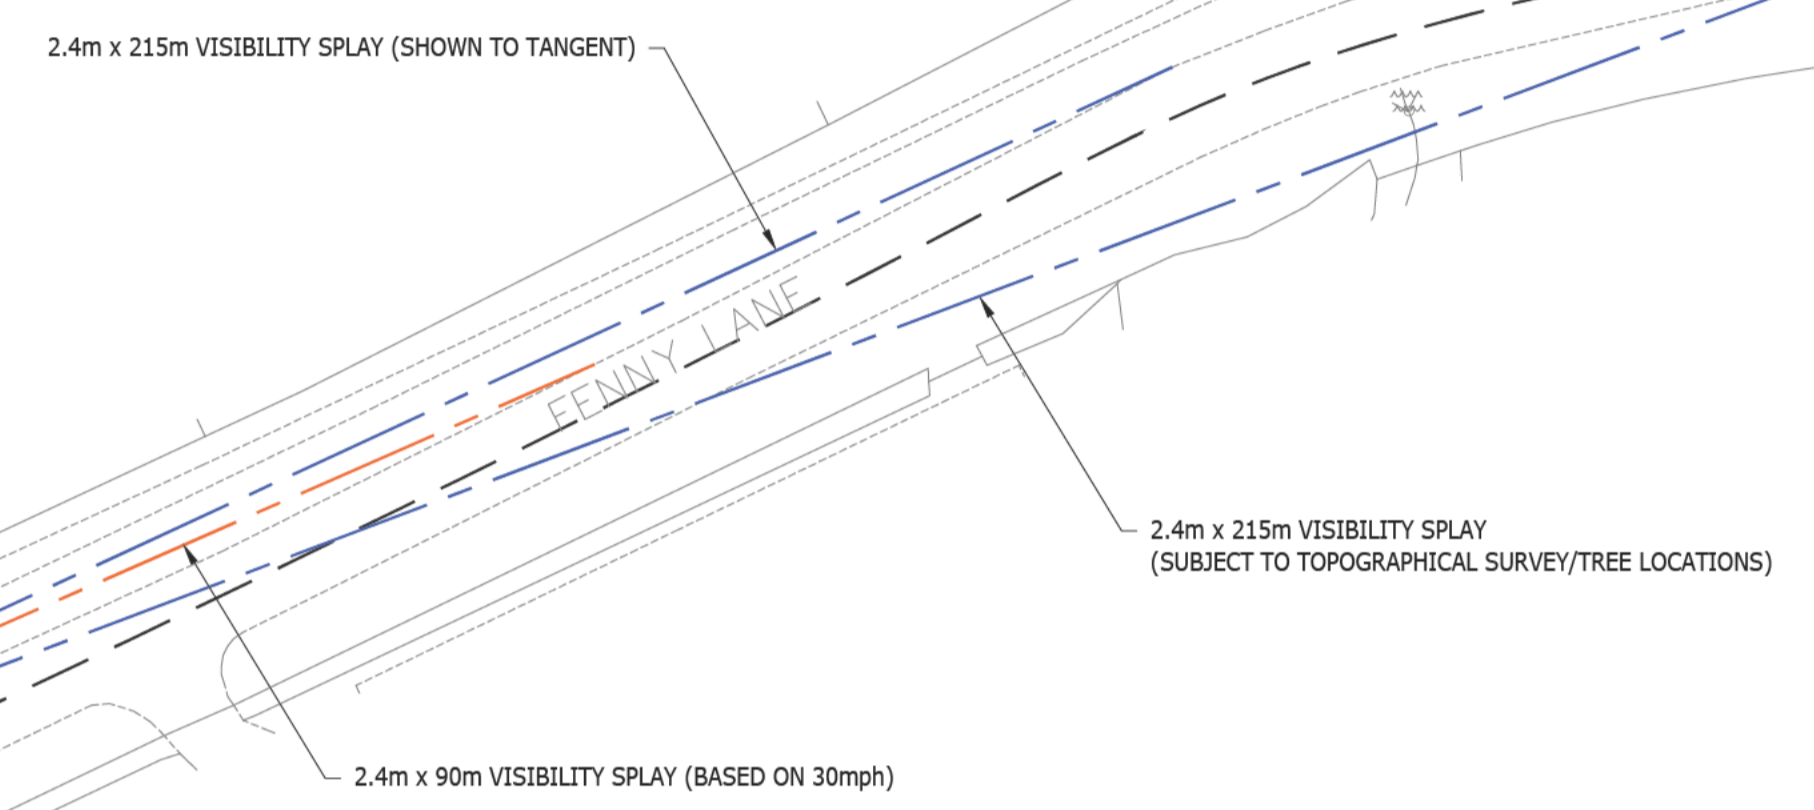 2.4m x 215m VISIBILITY SPLAY (SHOWN TO TANGENT)
FENNY LANE
2.4m x 215m VISIBILITY SPLAY
(SUBJECT TO TOPOGRAPHICAL SURVEY/TREE LOCATIONS)
2.4m x 90m VISIBILITY SPLAY (BASED ON 30mph)